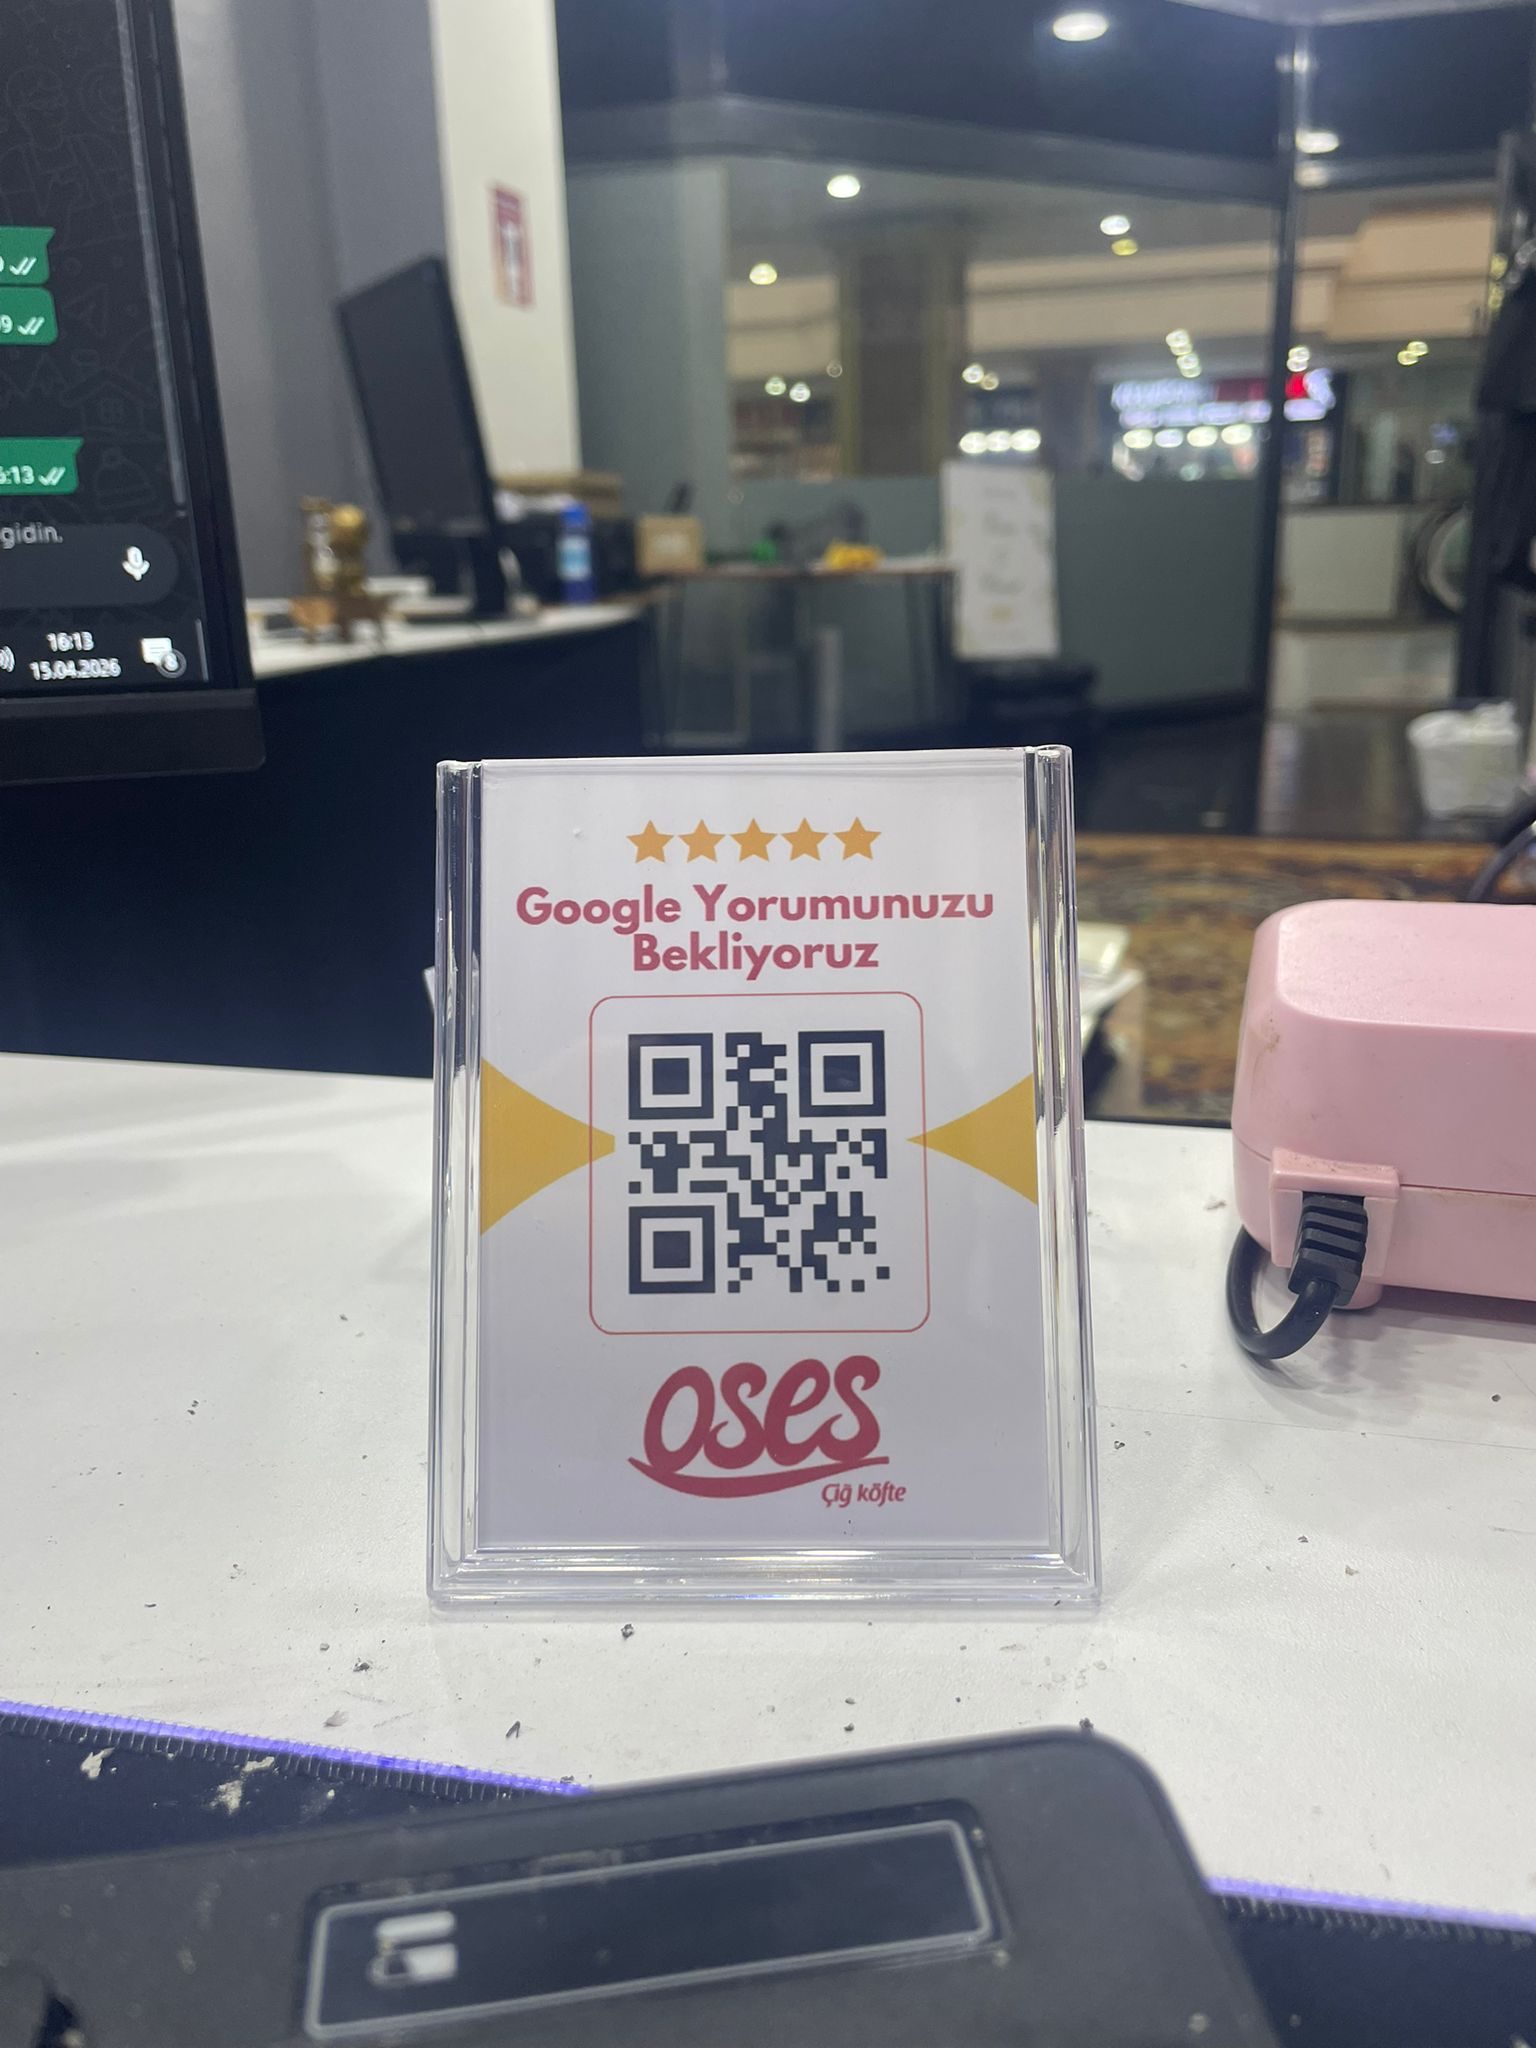 gidin.
16:13
15.04.2026
Google Yorumunuzu
Bekliyoruz
oses
Çiğ köfte